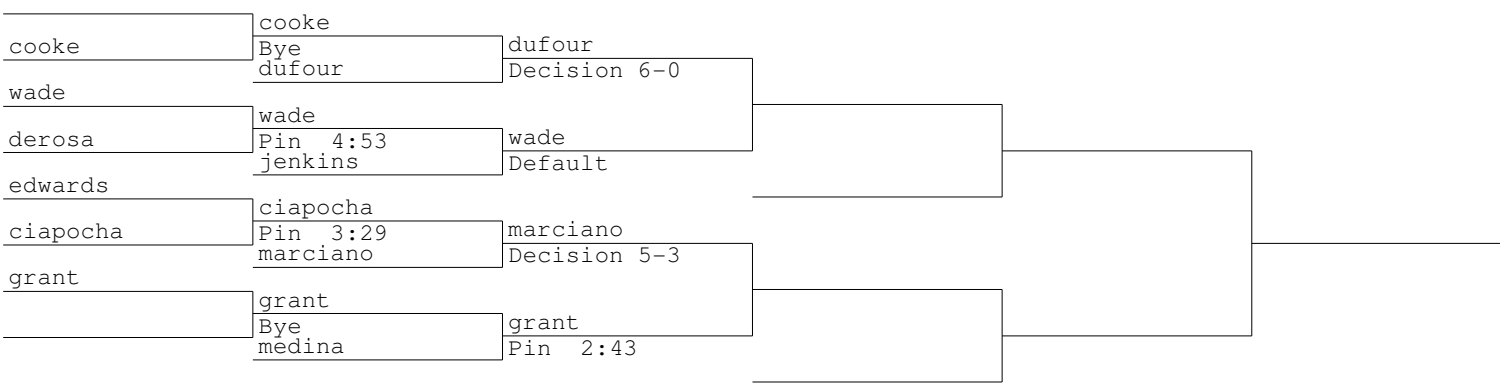 cooke
wade
derosa
edwards
ciapocha
grant
cooke
Bye
dufour
wade
Pin  4:53
jenkins
ciapocha
Pin  3:29
marciano
grant
Bye
medina
dufour
Decision 6-0
wade
Default
marciano
Decision 5-3
grant
Pin  2:43